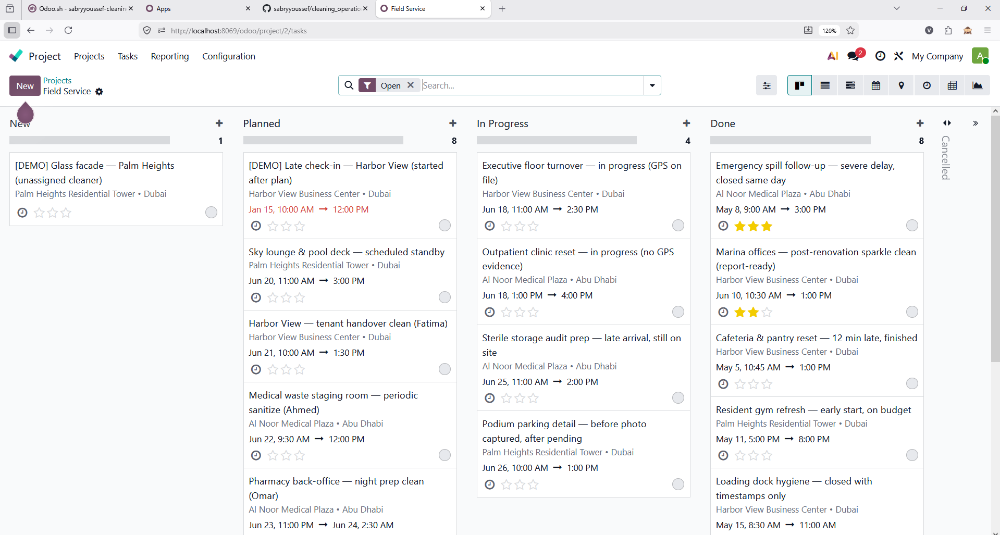 Odoo.sh - sabryyoussef-cleanin
Apps
sabryyoussef/cleaning_operatio
Field Service
http://localhost:8069/odoo/project/2/tasks
120%
V
Project
Projects
Tasks
Reporting
Configuration
AI
2
My Company
A
New
Projects
Field Service
Open
Search...
New
1
[DEMO] Glass facade — Palm Heights
(unassigned cleaner)
Palm Heights Residential Tower • Dubai
Planned
8
[DEMO] Late check-in — Harbor View (started
after plan)
Harbor View Business Center • Dubai
Jan 15, 10:00 AM → 12:00 PM
Sky lounge & pool deck — scheduled standby
Palm Heights Residential Tower • Dubai
Jun 20, 11:00 AM → 3:00 PM
Harbor View — tenant handover clean (Fatima)
Harbor View Business Center • Dubai
Jun 21, 10:00 AM → 1:30 PM
Medical waste staging room — periodic
sanitize (Ahmed)
Al Noor Medical Plaza • Abu Dhabi
Jun 22, 9:30 AM → 12:00 PM
Pharmacy back-office — night prep clean
(Omar)
Al Noor Medical Plaza • Abu Dhabi
Jun 23, 11:00 PM → Jun 24, 2:30 AM
In Progress
4
Executive floor turnover — in progress (GPS on
file)
Harbor View Business Center • Dubai
Jun 18, 11:00 AM → 2:30 PM
Outpatient clinic reset — in progress (no GPS
evidence)
Al Noor Medical Plaza • Abu Dhabi
Jun 18, 1:00 PM → 4:00 PM
Sterile storage audit prep — late arrival, still on
site
Al Noor Medical Plaza • Abu Dhabi
Jun 25, 11:00 AM → 2:00 PM
Podium parking detail — before photo
captured, after pending
Palm Heights Residential Tower • Dubai
Jun 26, 10:00 AM → 1:00 PM
Done
8
Emergency spill follow-up — severe delay,
closed same day
Al Noor Medical Plaza • Abu Dhabi
May 8, 9:00 AM → 3:00 PM
Marina offices — post-renovation sparkle clean
(report-ready)
Harbor View Business Center • Dubai
Jun 10, 10:30 AM → 1:00 PM
Cafeteria & pantry reset — 12 min late, finished
Harbor View Business Center • Dubai
May 5, 10:45 AM → 1:00 PM
Resident gym refresh — early start, on budget
Palm Heights Residential Tower • Dubai
May 11, 5:00 PM → 8:00 PM
Loading dock hygiene — closed with
timestamps only
Harbor View Business Center • Dubai
May 15, 8:30 AM → 11:00 AM
Cancelled